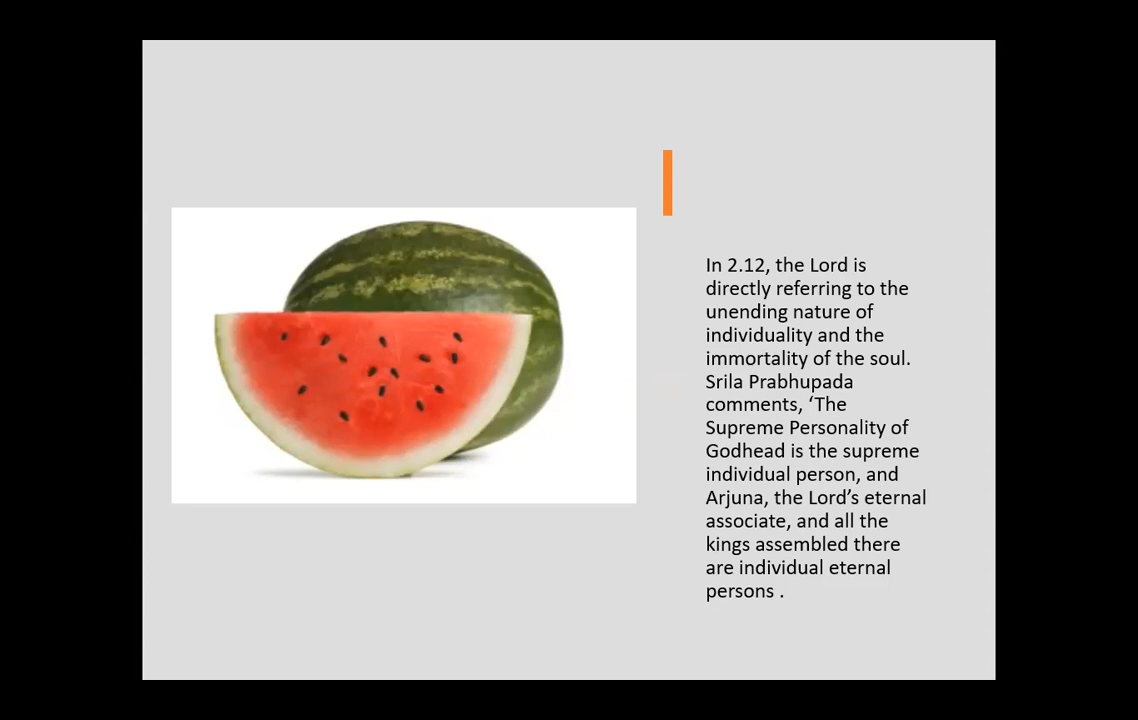 In 2.12, the Lord is
directly referring to the
unending nature of
individuality and the
immortality of the soul.
Srila Prabhupada
comments, ‘The
Supreme Personality of
Godhead is the supreme
individual person, and
Arjuna, the Lord’s eternal
associate, and all the
kings assembled there
are individual eternal
persons .